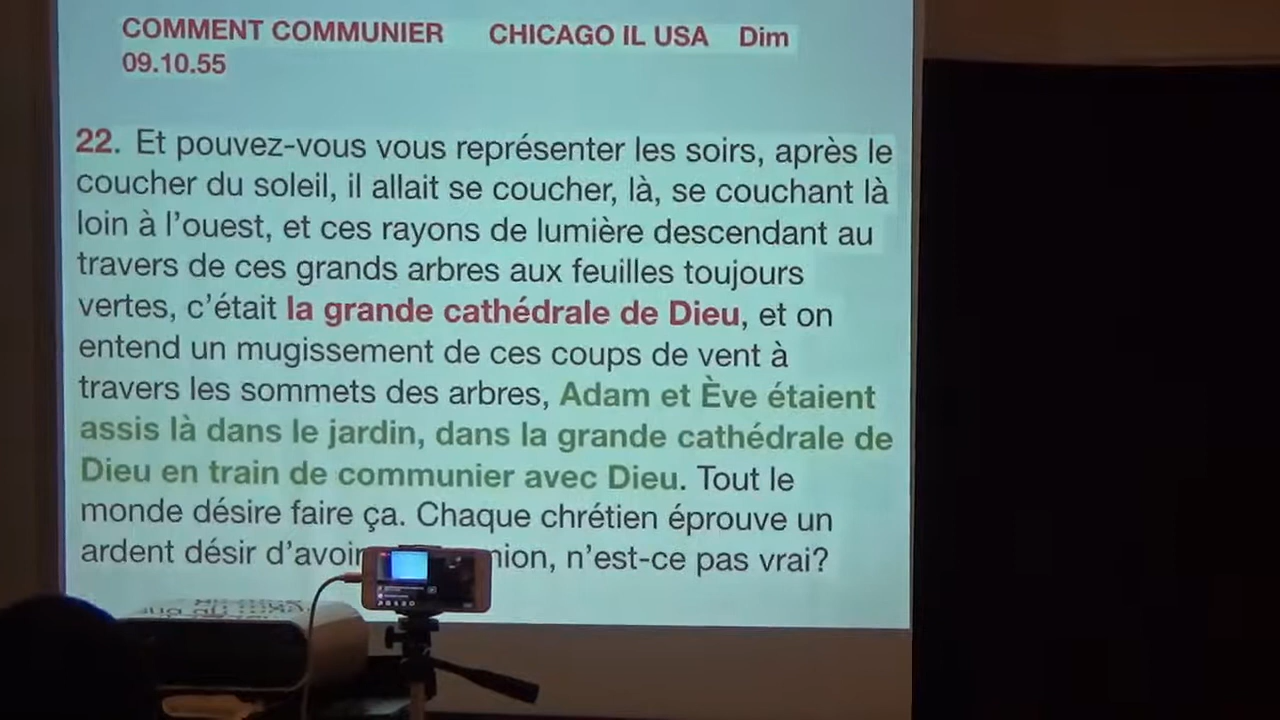 COMMENT COMMUNIER CHICAGO IL USA Dim
09.10.55
22. Et pouvez-vous vous représenter les soirs, après le
coucher du soleil, il allait se coucher, là, se couchant là
loin à l’ouest, et ces rayons de lumière descendant au
travers de ces grands arbres aux feuilles toujours
vertes, c’était la grande cathédrale de Dieu, et on
entend un mugissement de ces coups de vent à
travers les sommets des arbres, Adam et Ève étaient
assis là dans le jardin, dans la grande cathédrale de
Dieu en train de communier avec Dieu. Tout le
monde désire faire ça. Chaque chrétien éprouve un
ardent désir d’avoir nion, n’est-ce pas vrai?